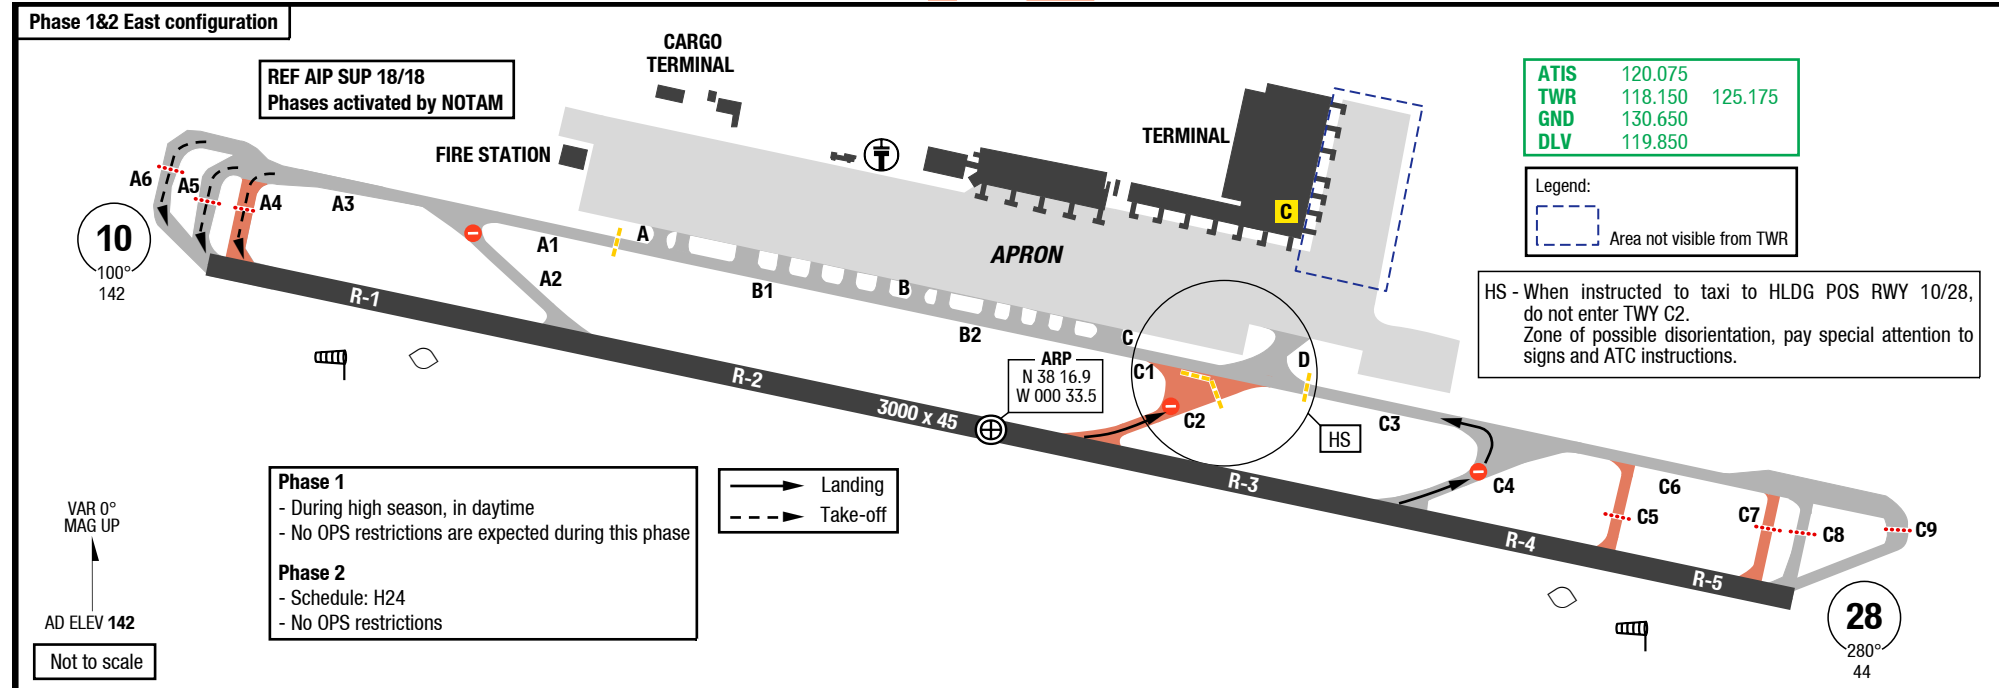 Phase 1&2 East configuration
REF AIP SUP 18/18
Phases activated by NOTAM
CARGO
TERMINAL
FIRE STATION
TERMINAL
C
APRON
ATIS 120.075
TWR 118.150 125.175
GND 130.650
DLV 119.850
Legend:
Area not visible from TWR
HS - When instructed to taxi to HLDG POS RWY 10/28,
do not enter TWY C2.
Zone of possible disorientation, pay special attention to
signs and ATC instructions.
A6
A5
A4
A3
A1
A2
A
B1
B
B2
C
C1
C2
D
C3
C4
C5
C6
C7
C8
C9
HS
10
100°
142
R-1
R-2
3000 x 45
R-3
R-4
R-5
ARP
N 38 16.9
W 000 33.5
28
280°
44
Phase 1
- During high season, in daytime
- No OPS restrictions are expected during this phase
Phase 2
- Schedule: H24
- No OPS restrictions
Landing
Take-off
VAR 0°
MAG UP
AD ELEV 142
Not to scale